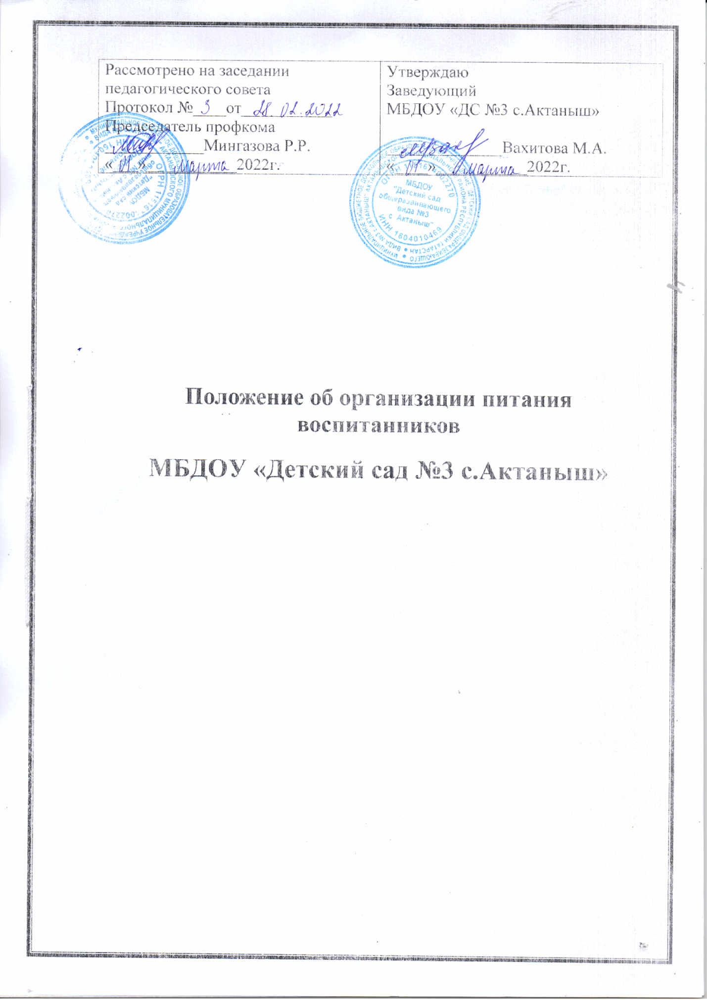 Рассмотрено на заседании
педагогического совета
Протокол № 3 от 28.02.2022
Председатель профкома
Мингазова Р.Р.
« 01 » марта 2022г.
Утверждаю
Заведующий
МБДОУ «ДС №3 с.Актаныш»
Вахитова М.А.
« 01 » марта 2022г.
МБДОУ
"Детский сад
общеразвивающего
вида №3
с Актаныш"
ИНН 1604010469
Положение об организации питания
воспитанников
МБДОУ «Детский сад №3 с.Актаныш»